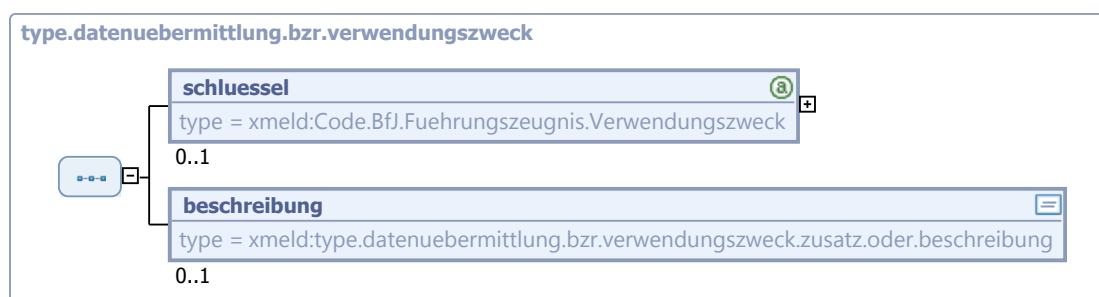 type.datenuebermittlung.bzr.verwendungszweck
schluessel
type = xmeld:Code.BfJ.Fuehrungszeugnis.Verwendungszweck
0..1
beschreibung
type = xmeld:type.datenuebermittlung.bzr.verwendungszweck.zusatz.oder.beschreibung
0..1